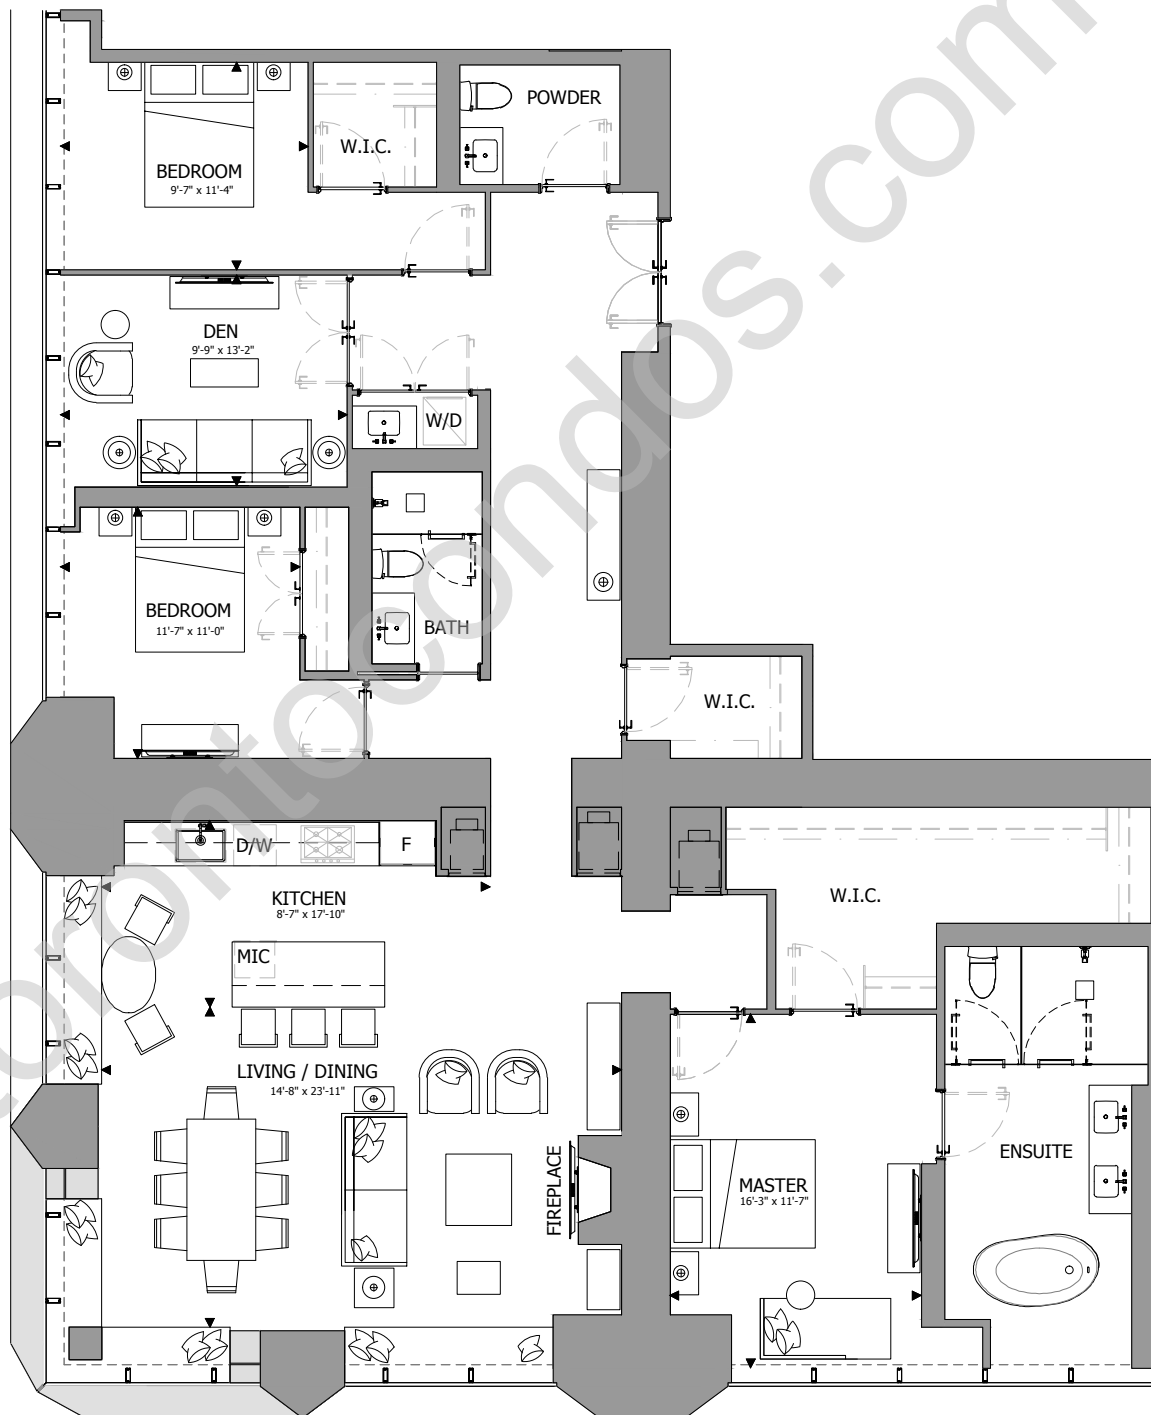 POWDER
W.I.C.
BEDROOM
9'-7" x 11'-4"
DEN
9'-9" x 13'-2"
W/D
BEDROOM
11'-7" x 11'-0"
BATH
W.I.C.
D/W
F
KITCHEN
8'-7" x 17'-10"
W.I.C.
MIC
LIVING / DINING
14'-8" x 23'-11"
FIREPLACE
MASTER
16'-3" x 11'-7"
ENSUITE
torontocondos.com